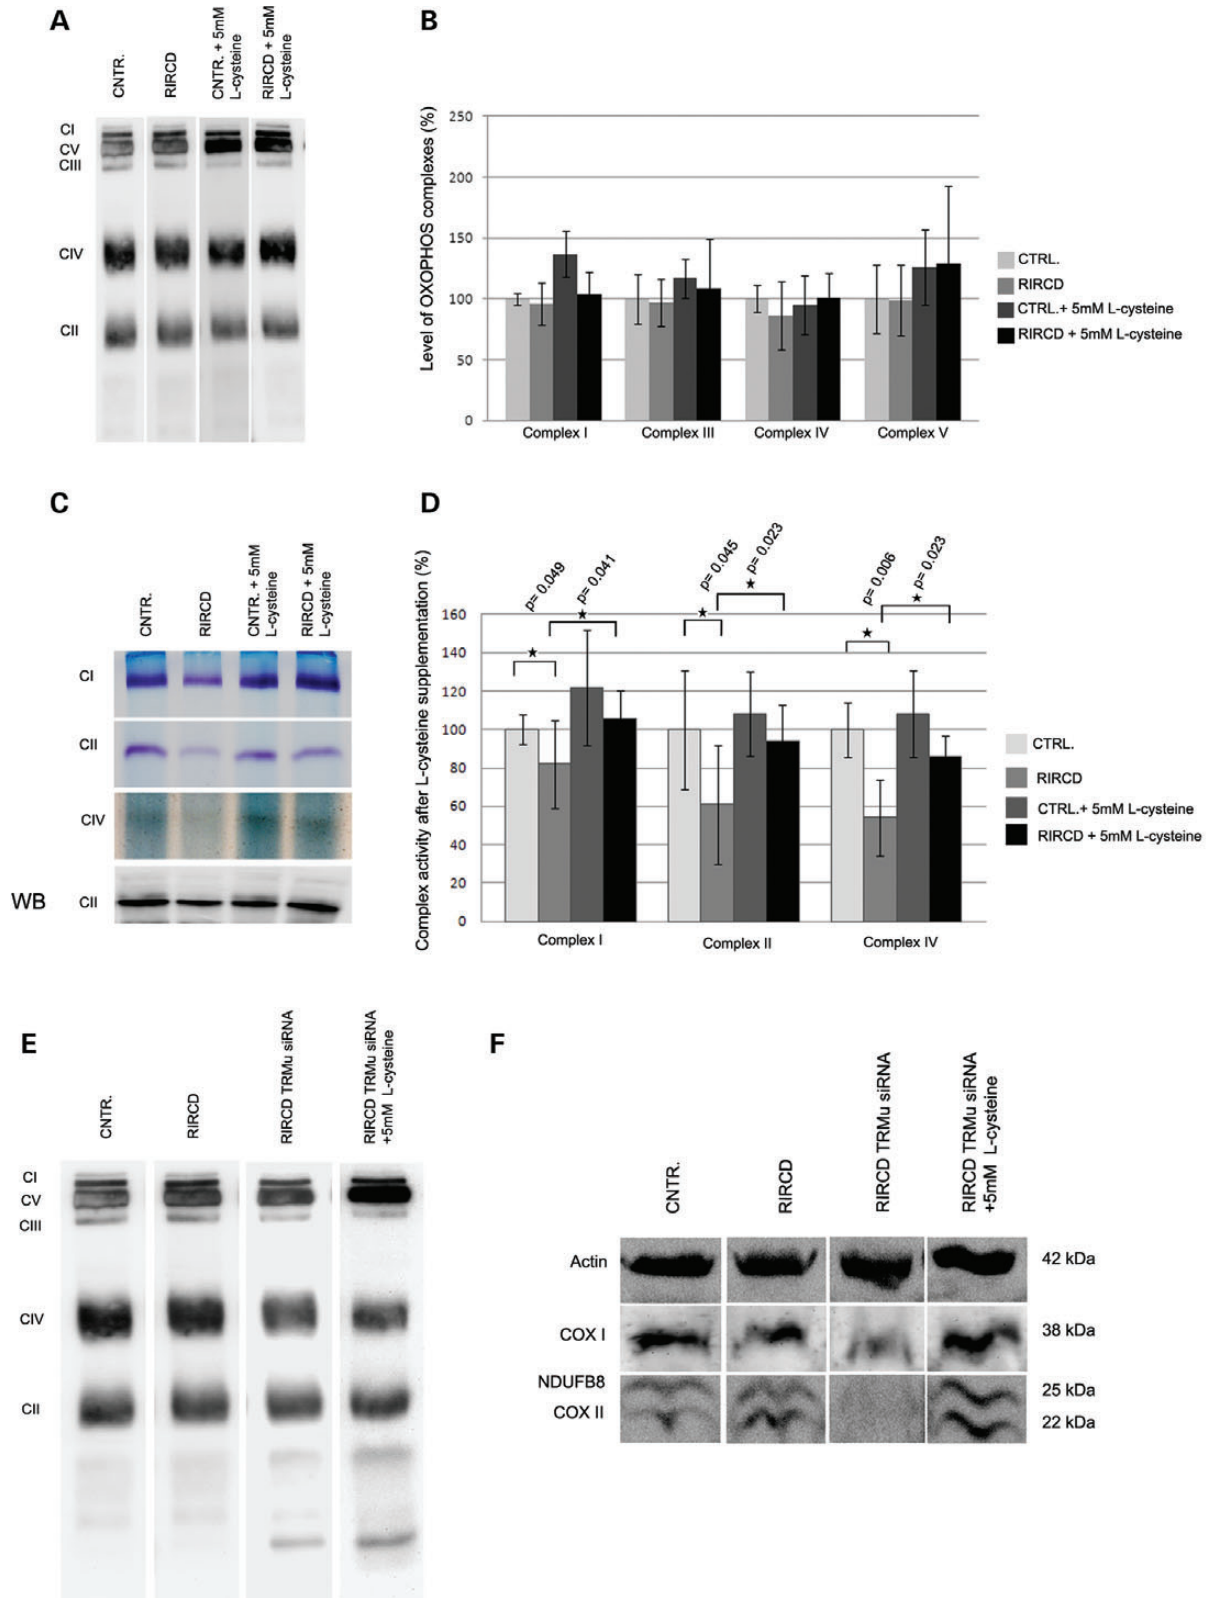 A
CNTR.
RIRCD
CNTR. + 5mM
L-cysteine
RIRCD + 5mM
L-cysteine
CI
CV
CIII
CIV
CII
B
Level of OXOPHOS complexes (%)
250
200
150
100
50
0
Complex I
Complex III
Complex IV
Complex V
CTRL.
RIRCD
CTRL.+ 5mM L-cysteine
RIRCD + 5mM L-cysteine
C
CNTR.
RIRCD
CNTR. + 5mM
L-cysteine
RIRCD + 5mM
L-cysteine
CI
CII
CIV
WB
CII
D
Complex activity after L-cysteine supplementation (%)
p= 0.049
p= 0.041
p= 0.045
p= 0.023
p= 0.006
p= 0.023
160
140
120
100
80
60
40
20
0
Complex I
Complex II
Complex IV
CTRL.
RIRCD
CTRL.+ 5mM L-cysteine
RIRCD + 5mM L-cysteine
E
CNTR.
RIRCD
RIRCD TRMu siRNA
RIRCD TRMu siRNA
+5mM L-cysteine
CI
CV
CIII
CIV
CII
F
CNTR.
RIRCD
RIRCD TRMu siRNA
RIRCD TRMu siRNA
+5mM L-cysteine
Actin
42 kDa
COX I
38 kDa
NDUFB8
25 kDa
COX II
22 kDa